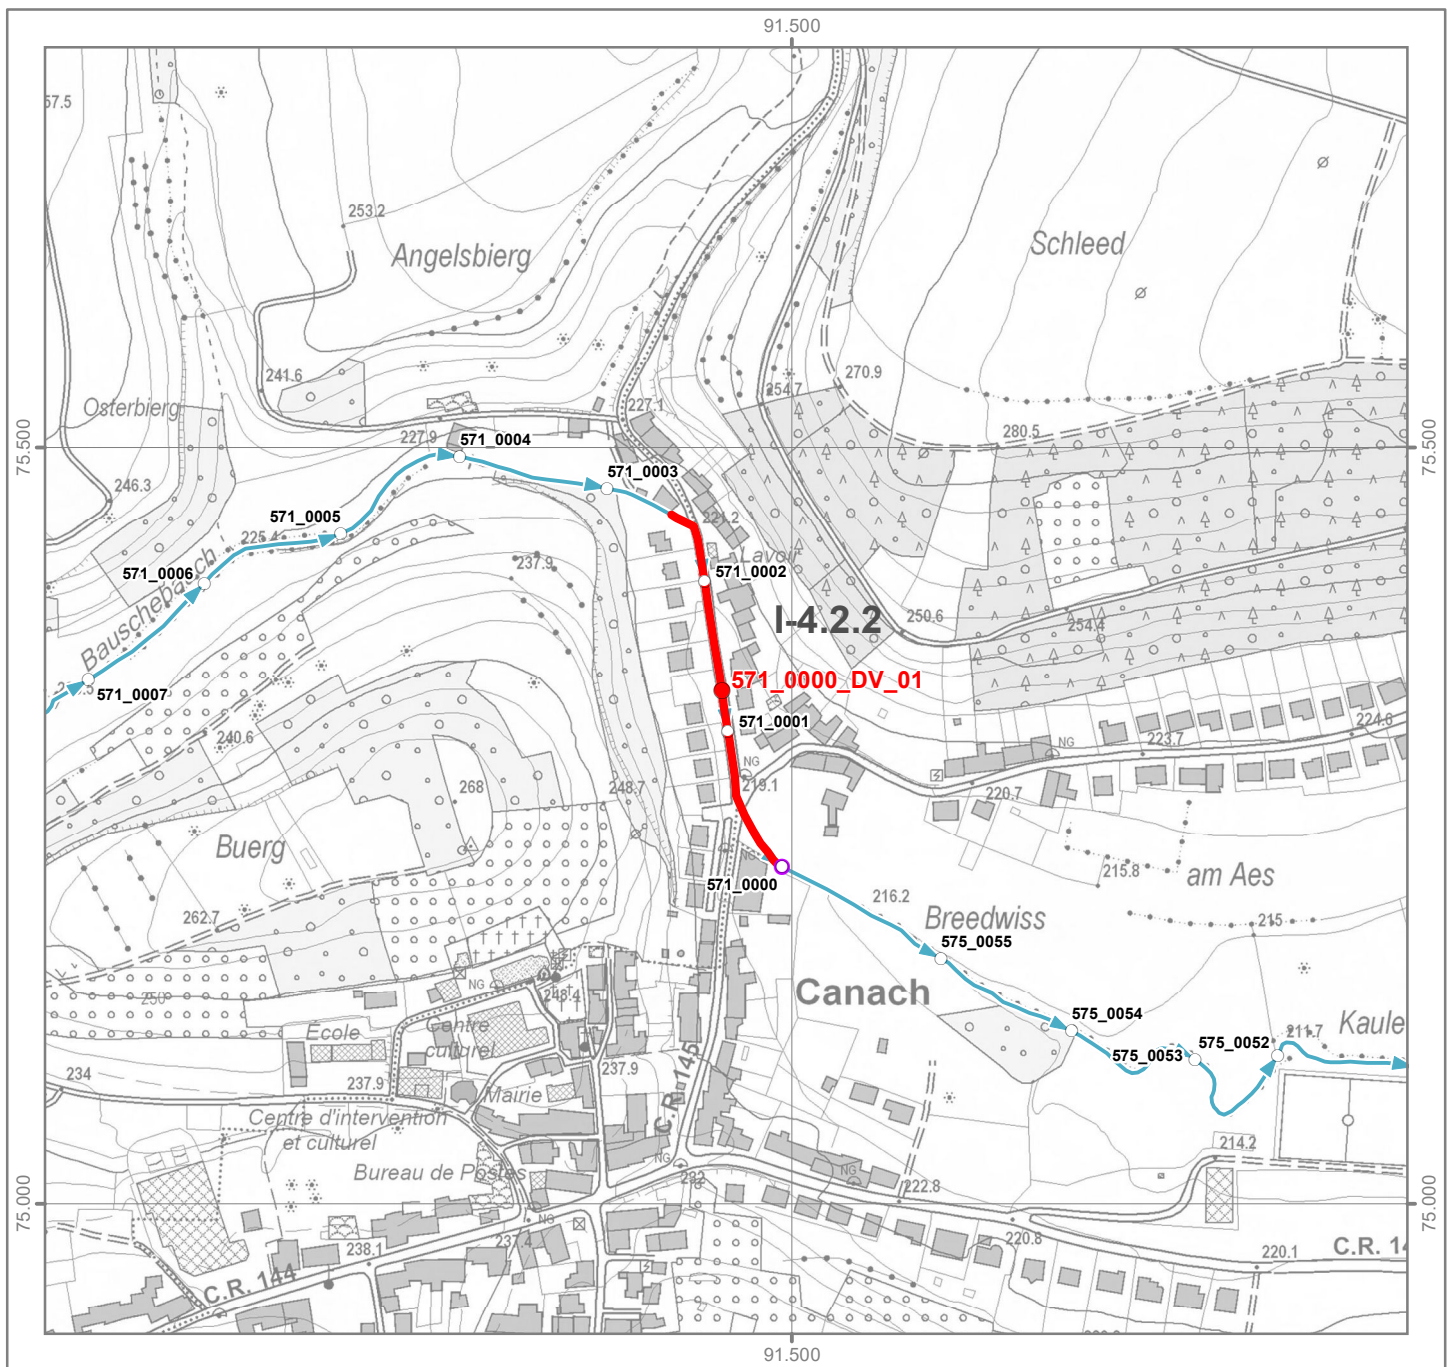 91.500
57.5
253.2
Angelsbierg
Schleed
241.6
254.7
270.9
Osterbierg
227.1
280.5
75.500
75.500
227.9
571_0004
571_0003
246.3
571_0005
225.4
571_0006
Bauschebaach
237.9
Lavoir
571_0002
I-4.2.2
250.6
254.4
571_0007
571_0000_DV_01
571_0001
240.6
NG
223.7
224.6
268
248.7
NG
219.1
220.7
Buerg
NG
215.8
am Aes
571_0000
216.2
262.7
Breedwiss
215
575_0055
250
NG
248.4
Canach
École
Centre
culturel
575_0054
575_0053
575_0052
211.7
Kaule
234
237.9
237.9
C.R. 145
Mairie
Centre d'intervention
et culturel
214.2
Bureau de Postes
NG
232
NG
222.8
75.000
75.000
NG
237.4
238.1
220.8
220.1
C.R. 14
C.R. 144
91.500